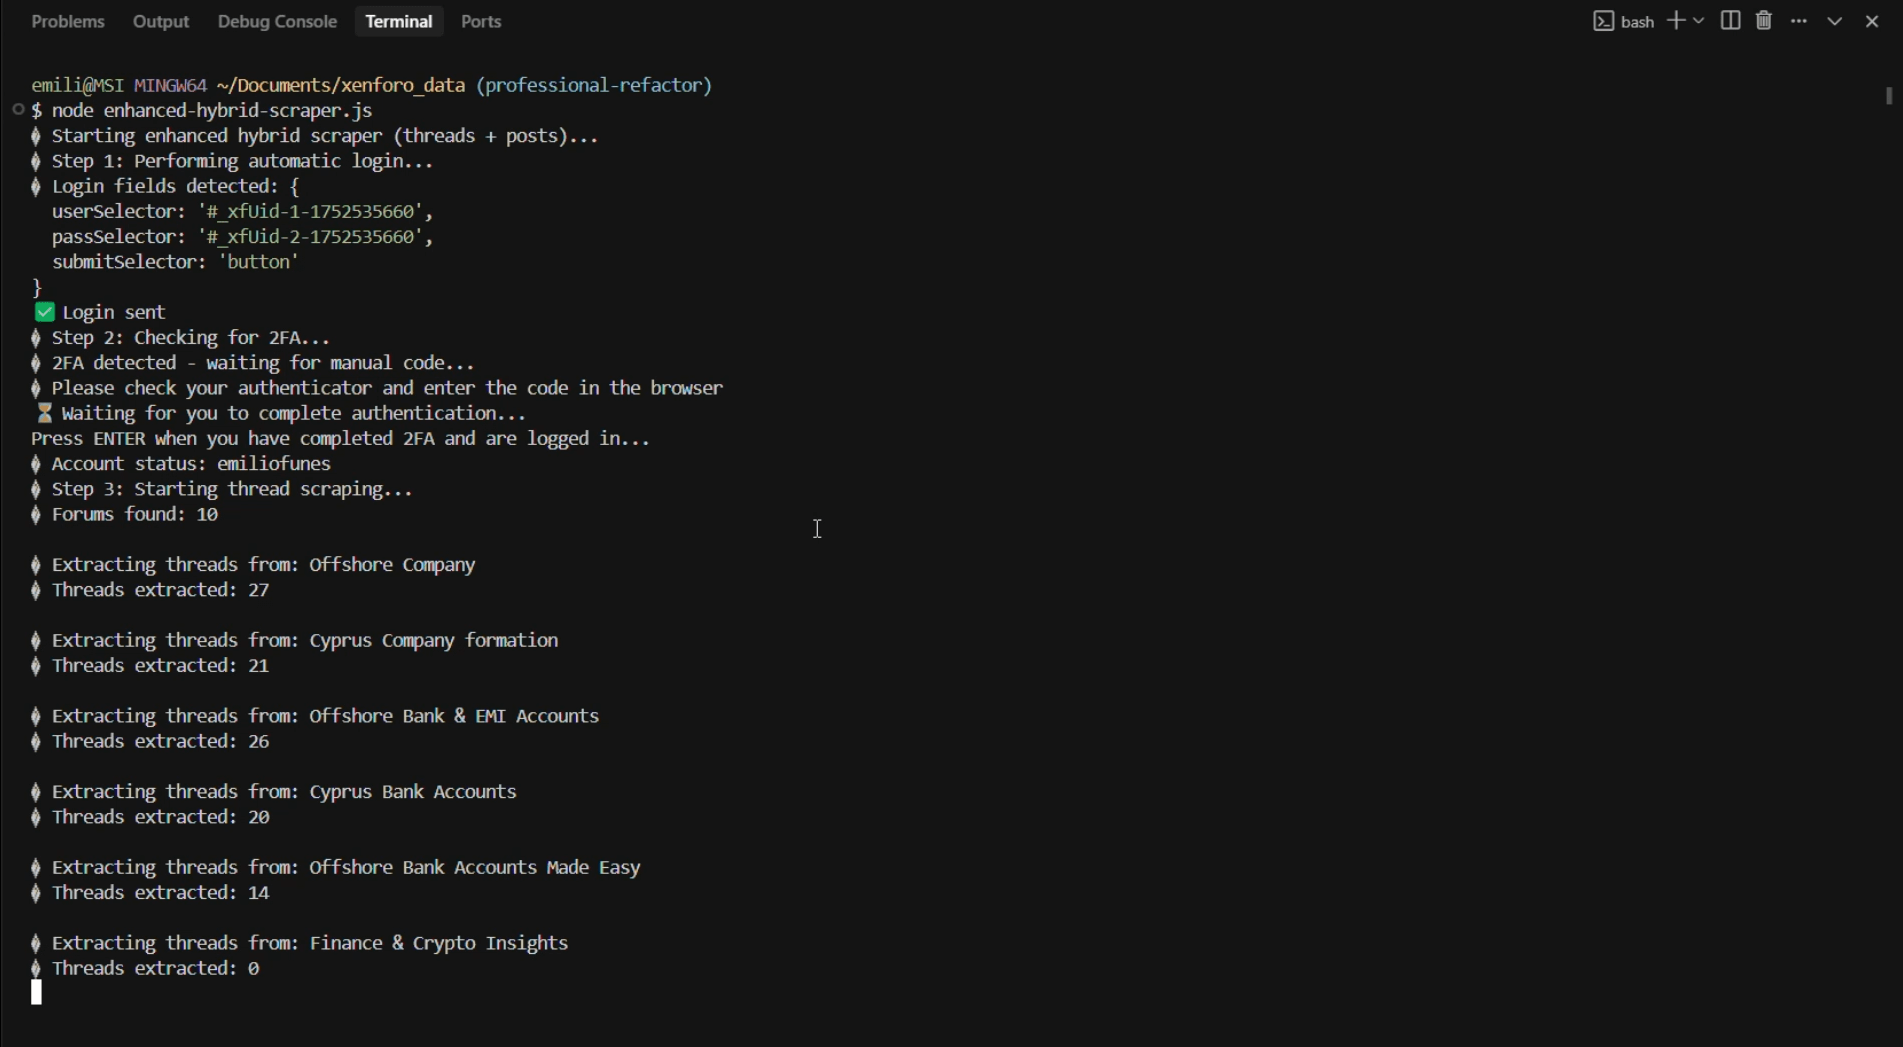 Problems Output Debug Console Terminal Ports bash
emili@MSI MINGW64 ~/Documents/xenforo_data (professional-refactor)
$ node enhanced-hybrid-scraper.js
Starting enhanced hybrid scraper (threads + posts)...
Step 1: Performing automatic login...
Login fields detected: {
userSelector: '#_xfUid-1-1752535660',
passSelector: '#_xfUid-2-1752535660',
submitSelector: 'button'
}
✅ Login sent
Step 2: Checking for 2FA...
2FA detected - waiting for manual code...
Please check your authenticator and enter the code in the browser
⏳ Waiting for you to complete authentication...
Press ENTER when you have completed 2FA and are logged in...
Account status: emiliofunes
Step 3: Starting thread scraping...
Forums found: 10
Extracting threads from: Offshore Company
Threads extracted: 27
Extracting threads from: Cyprus Company formation
Threads extracted: 21
Extracting threads from: Offshore Bank & EMI Accounts
Threads extracted: 26
Extracting threads from: Cyprus Bank Accounts
Threads extracted: 20
Extracting threads from: Offshore Bank Accounts Made Easy
Threads extracted: 14
Extracting threads from: Finance & Crypto Insights
Threads extracted: 0